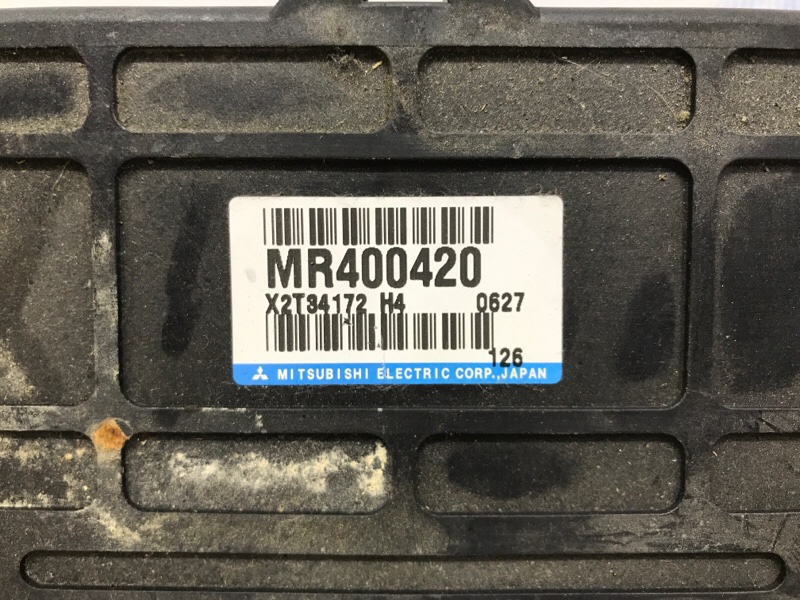 MR400420
X2T34172 H4 0627
126
MITSUBISHI ELECTRIC CORP.,JAPAN